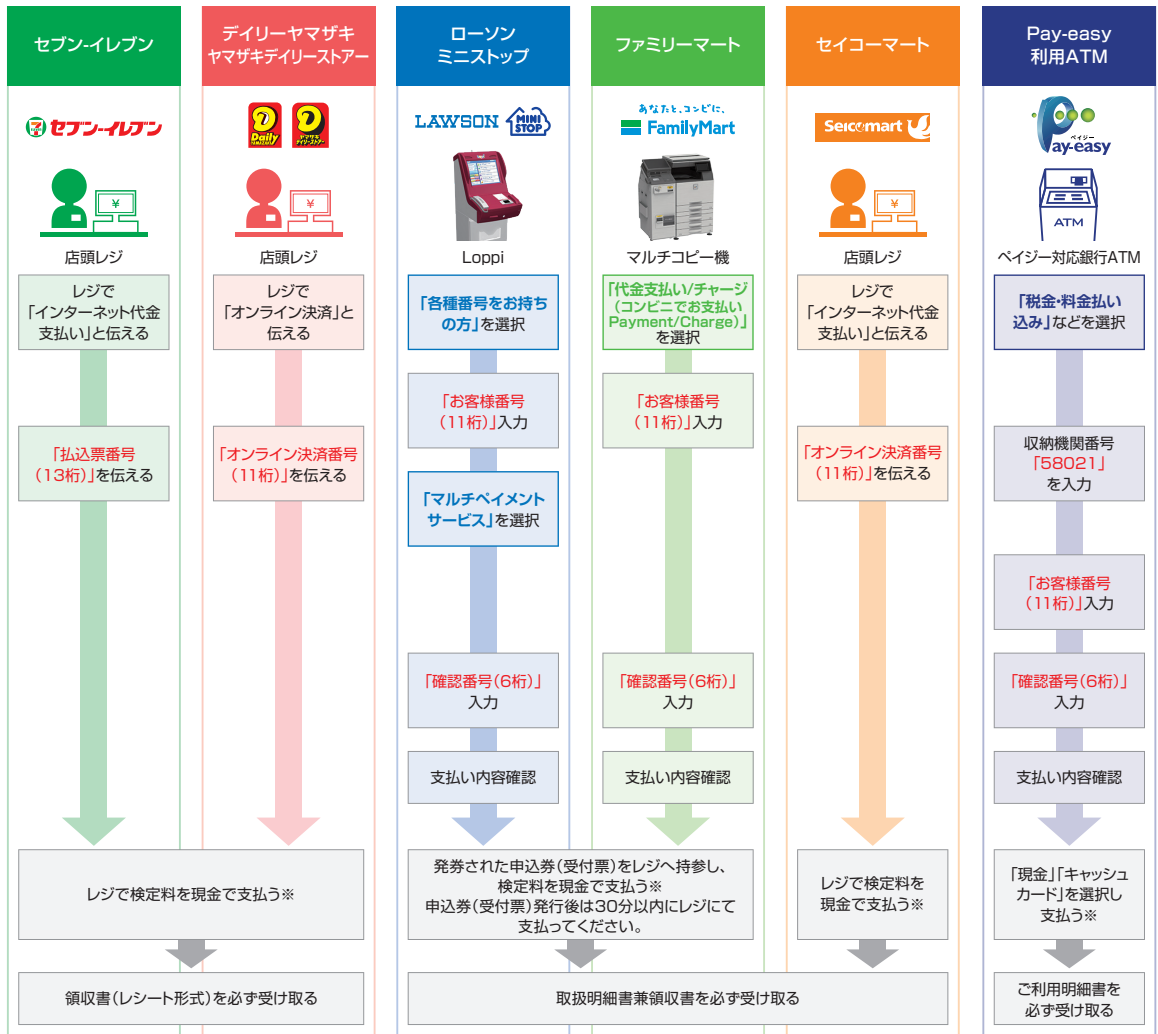 セブン-イレブン
デイリーヤマザキ
ヤマザキデイリーストアー
ローソン
ミニストップ
ファミリーマート
セイコーマート
Pay-easy
利用ATM
セブン-イレブン
Daily
YAMAZAKI
ヤマザキ
デイリーストアー
LAWSON
MINI
STOP
あなたと、コンビに、
FamilyMart
Seicomart
ペイジー
Pay-easy
¥
¥
¥
ATM
店頭レジ
店頭レジ
Loppi
マルチコピー機
店頭レジ
ペイジー対応銀行ATM
レジで
「インターネット代金
支払い」と伝える
レジで
「オンライン決済」と
伝える
「各種番号をお持ち
の方」を選択
「代金支払い/チャージ
(コンビニでお支払い
Payment/Charge)」
を選択
レジで
「インターネット代金
支払い」と伝える
「税金・料金払い
込み」などを選択
「お客様番号
(11桁)」入力
「お客様番号
(11桁)」入力
「払込票番号
(13桁)」を伝える
「オンライン決済番号
(11桁)」を伝える
「オンライン決済番号
(11桁)」を伝える
収納機関番号
「58021」
を入力
「マルチペイメント
サービス」を選択
「お客様番号
(11桁)」入力
「確認番号(6桁)」
入力
「確認番号(6桁)」
入力
「確認番号(6桁)」
入力
支払い内容確認
支払い内容確認
支払い内容確認
レジで検定料を現金で支払う※
発券された申込券(受付票)をレジへ持参し、
検定料を現金で支払う※
申込券(受付票)発行後は30分以内にレジにて
支払ってください。
レジで検定料を
現金で支払う※
「現金」「キャッシュ
カード」を選択し
支払う※
領収書(レシート形式)を必ず受け取る
取扱明細書兼領収書を必ず受け取る
ご利用明細書を
必ず受け取る